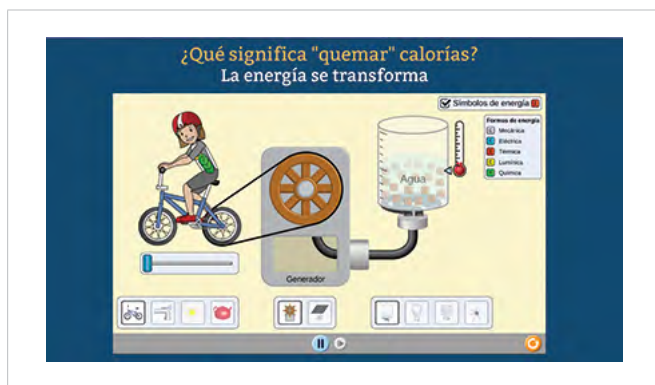 ¿Qué significa "quemar" calorías?
La energía se transforma
Símbolos de energía
Formas de energía
Mecánica
Eléctrica
Térmica
Lumínica
Química
Agua
Generador